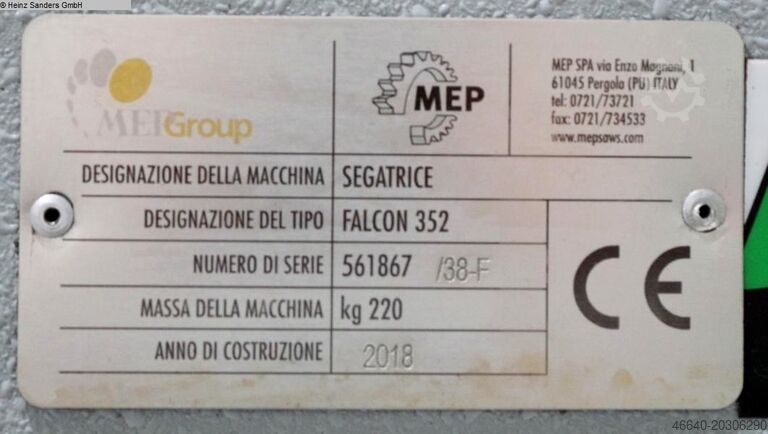 © Heinz Sanders GmbH
MEP Group
MEP
MEP SPA via Enzo Magnani, 1
61045 Pergola (PU) ITALY
tel: 0721/73721
fax: 0721/734533
www.mepsaws.com
DESIGNAZIONE DELLA MACCHINA SEGATRICE
DESIGNAZIONE DEL TIPO FALCON 352
NUMERO DI SERIE 561867 /38-F
MASSA DELLA MACCHINA kg 220
ANNO DI COSTRUZIONE 2018
CE
46640-20306290